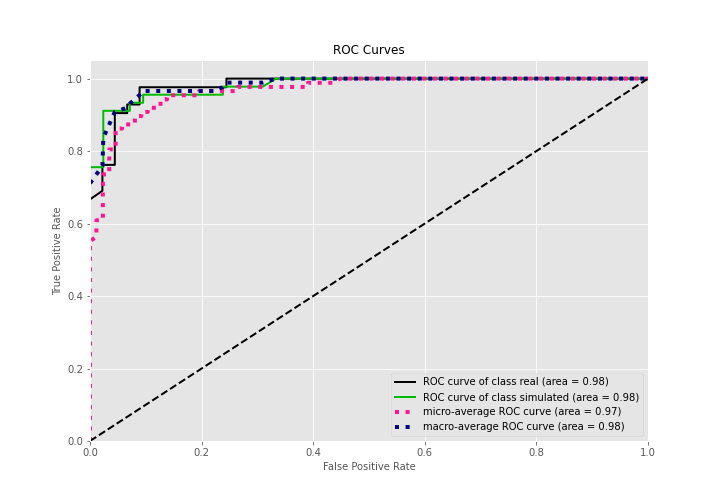 ROC Curves
1.0
0.8
0.6
0.4
0.2
0.0
True Positive Rate
0.0 0.2 0.4 0.6 0.8 1.0
False Positive Rate
ROC curve of class real (area = 0.98)
ROC curve of class simulated (area = 0.98)
micro-average ROC curve (area = 0.97)
macro-average ROC curve (area = 0.98)